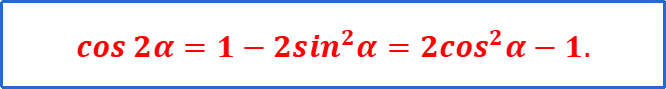 cos 2α = 1 − 2sin²α = 2cos²α − 1.